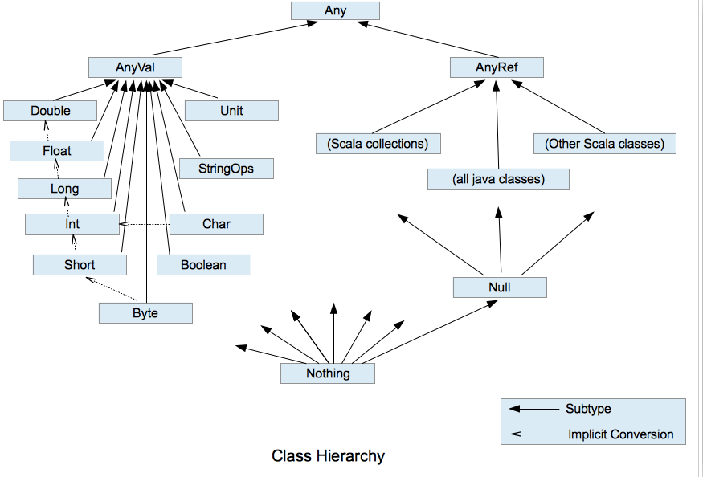 Any
AnyVal
AnyRef
Double
Unit
Float
(Scala collections)
(Other Scala classes)
StringOps
Long
(all java classes)
Int
Char
Short
Boolean
Null
Byte
Nothing
Subtype
Implicit Conversion
Class Hierarchy